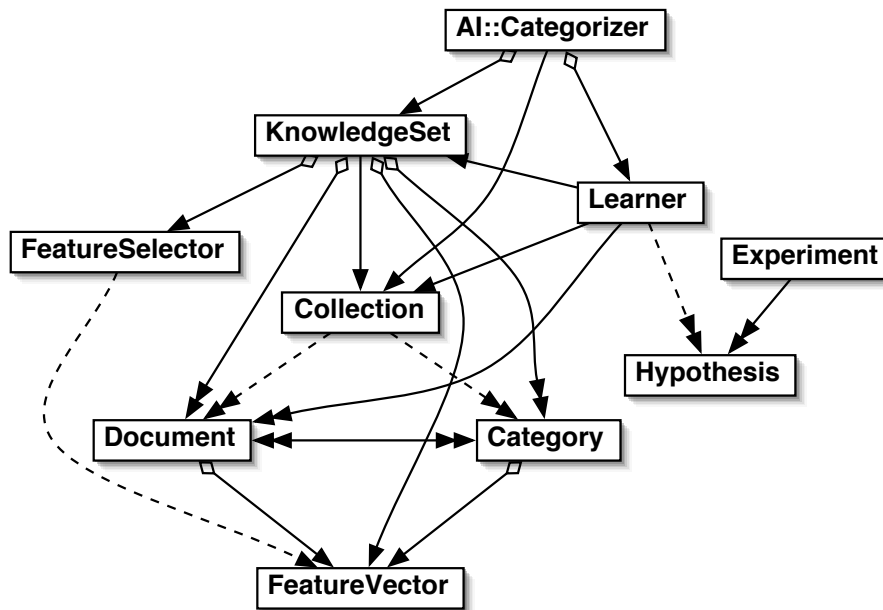 AI::Categorizer
KnowledgeSet
Learner
FeatureSelector
Experiment
Collection
Hypothesis
Document
Category
FeatureVector